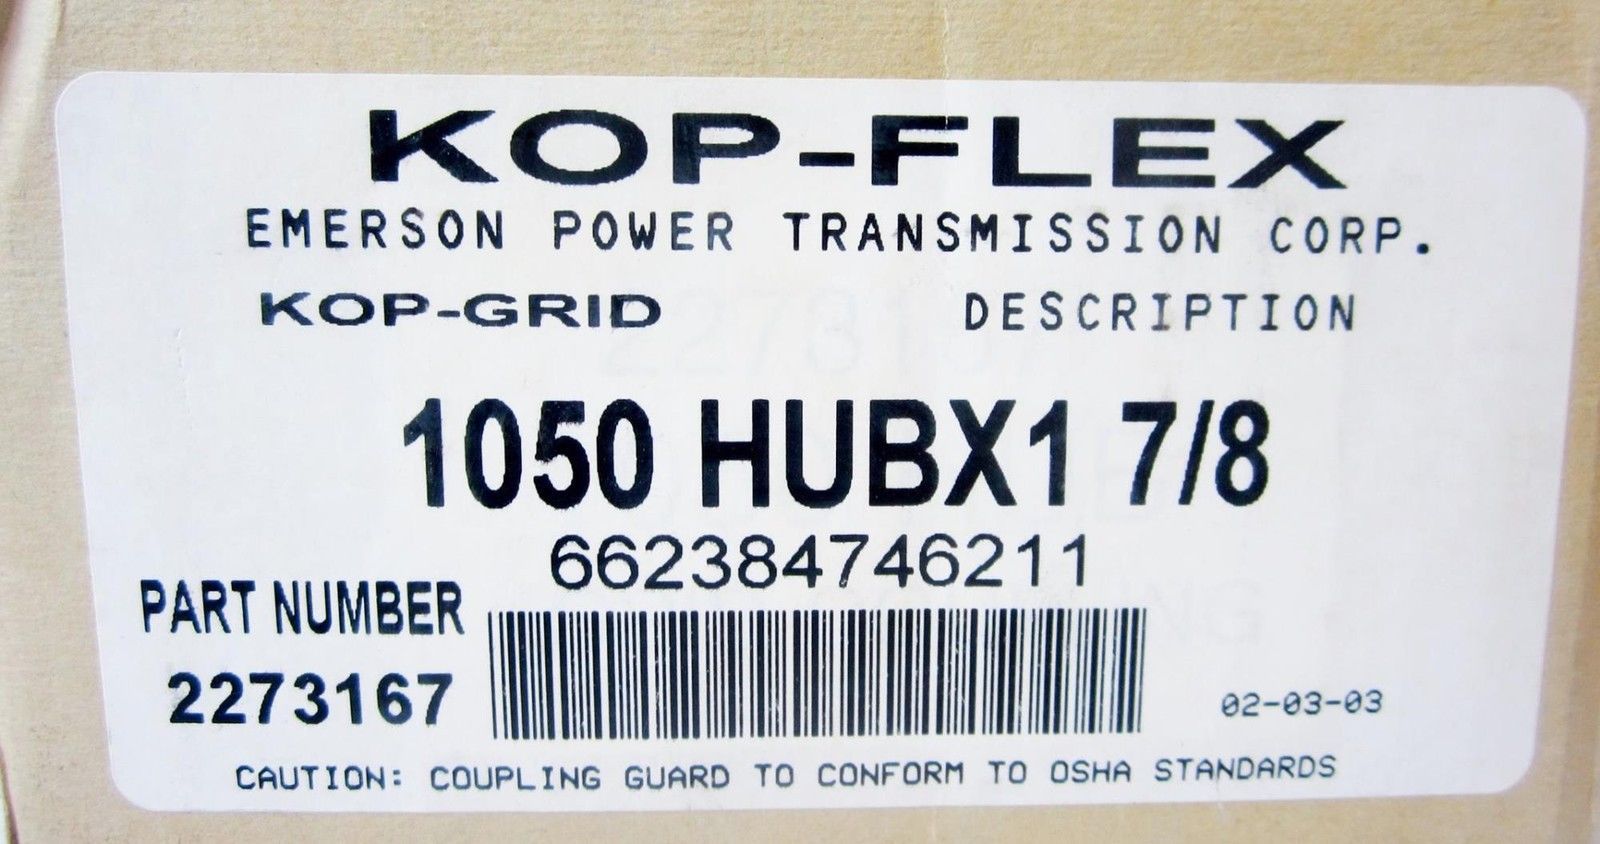 KOP-FLEX
EMERSON POWER TRANSMISSION CORP.
KOP-GRID DESCRIPTION
1050 HUBX1 7/8
662384746211
PART NUMBER
2273167
02-03-03
CAUTION: COUPLING GUARD TO CONFORM TO OSHA STANDARDS